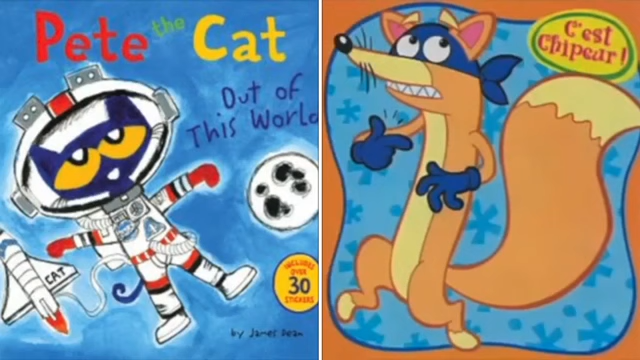 Pete the Cat
Out of
This World
CAT
INCLUDES
OVER
30
STICKERS
by James Dean
C'est
Chipeur!